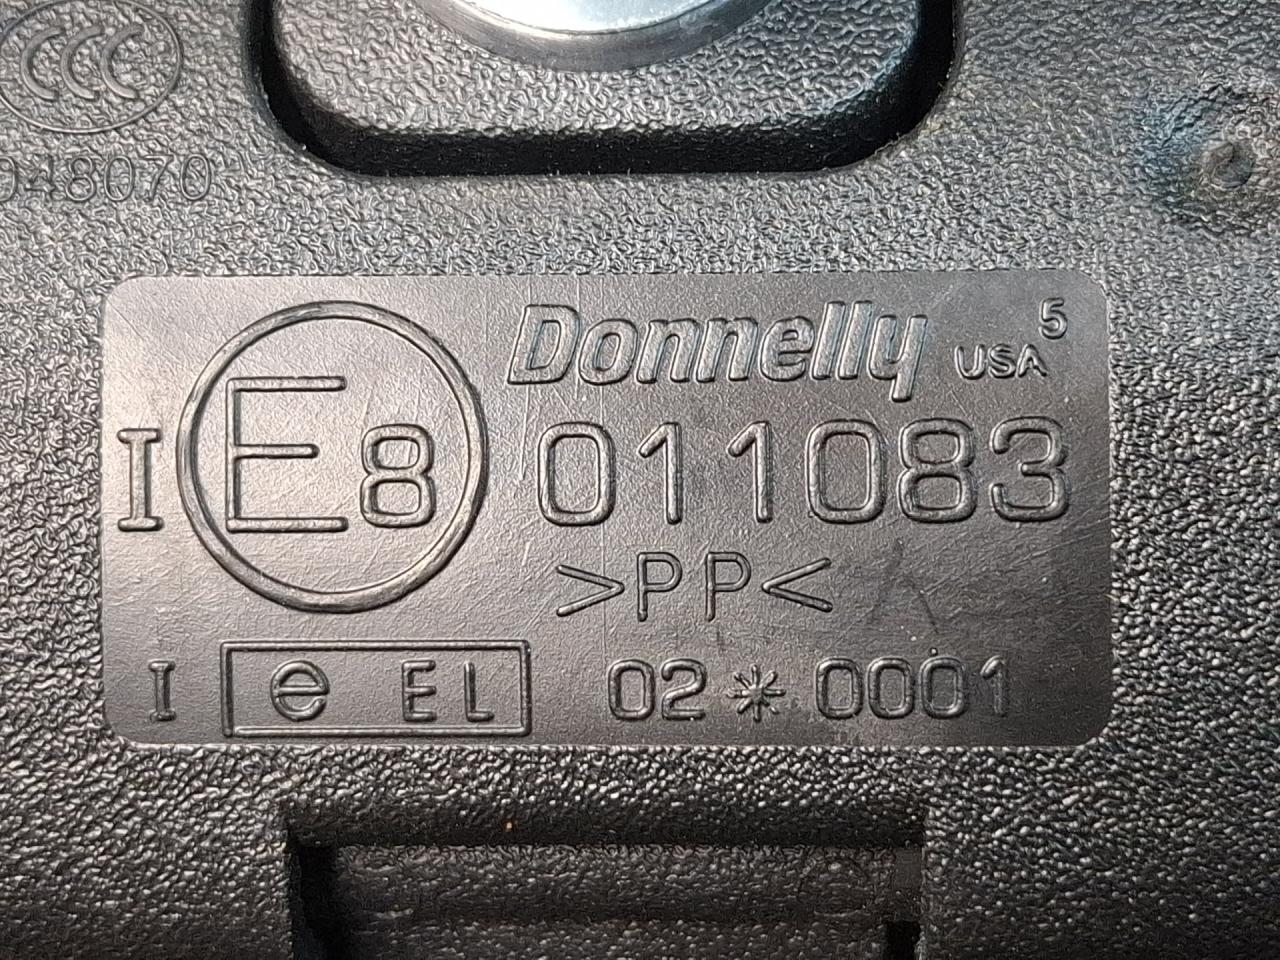 CCC
048070
Donnelly USA 5
I E8 011083
>PP<
I e EL 02*0001